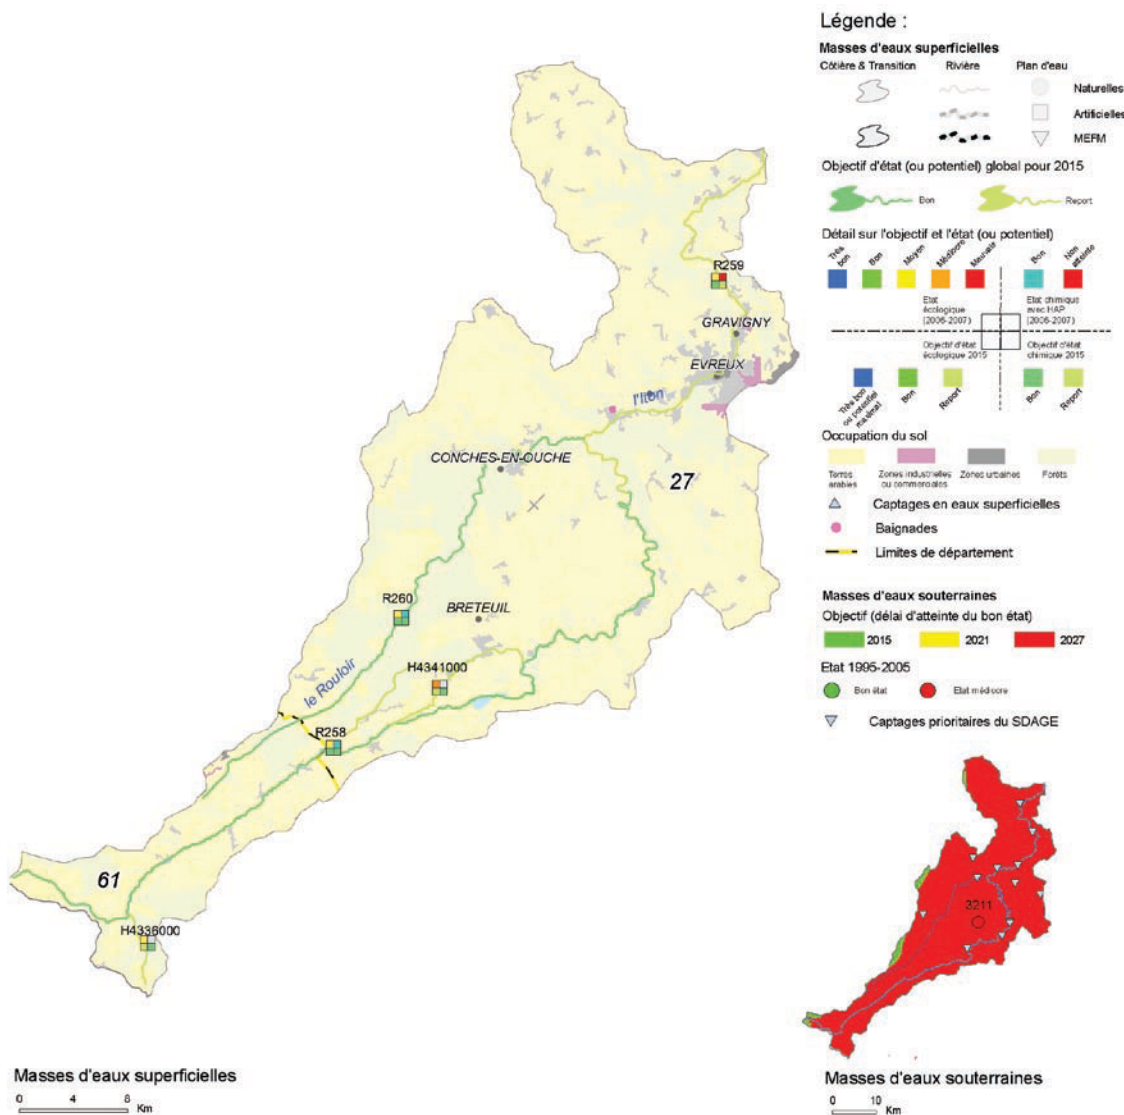 Légende :
Masses d'eaux superficielles
Côtière & Transition Rivière Plan d'eau
Naturelles
Artificielles
MEFM
Objectif d'état (ou potentiel) global pour 2015
Bon Report
Détail sur l'objectif et l'état (ou potentiel)
Très bon Bon Moyen Médiocre Mauvais Bon Non atteinte
Etat écologique (2006-2007)
Etat chimique avec HAP (2006-2007)
Objectif d'état écologique 2015
Objectif d'état chimique 2015
Très bon ou potentiel maximal Bon Report Bon Report
Occupation du sol
Terres arables
Zones industrielles ou commerciales
Zones urbaines
Forêts
Captages en eaux superficielles
Baignades
Limites de département
Masses d'eaux souterraines
Objectif (délai d'atteinte du bon état)
2015 2021 2027
Etat 1995-2005
Bon état Etat médiocre
Captages prioritaires du SDAGE
R259
GRAVIGNY
EVREUX
l'Iton
CONCHES-EN-OUCHE
27
R260
BRETEUIL
H4341000
le Rouloir
R258
61
H4336000
3211
Masses d'eaux superficielles
0 4 8
Km
Masses d'eaux souterraines
0 10
Km